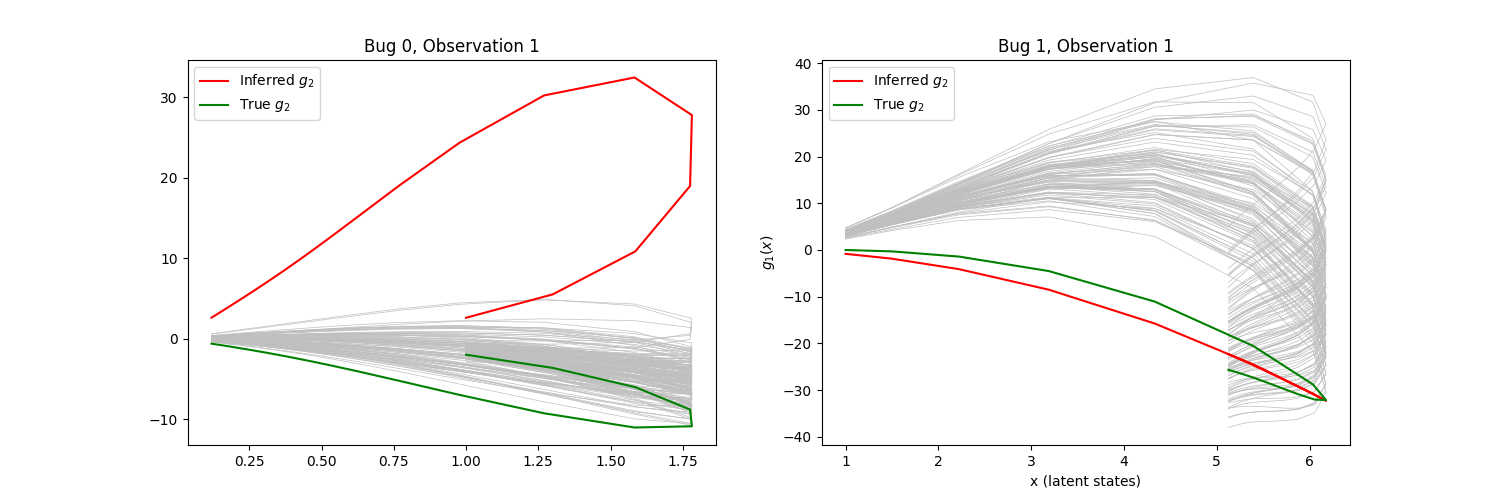 Bug 0, Observation 1
Inferred g₂
True g₂
30
20
10
0
−10
0.25 0.50 0.75 1.00 1.25 1.50 1.75
Bug 1, Observation 1
Inferred g₂
True g₂
g₁(x)
40
30
20
10
0
−10
−20
−30
−40
1 2 3 4 5 6
x (latent states)